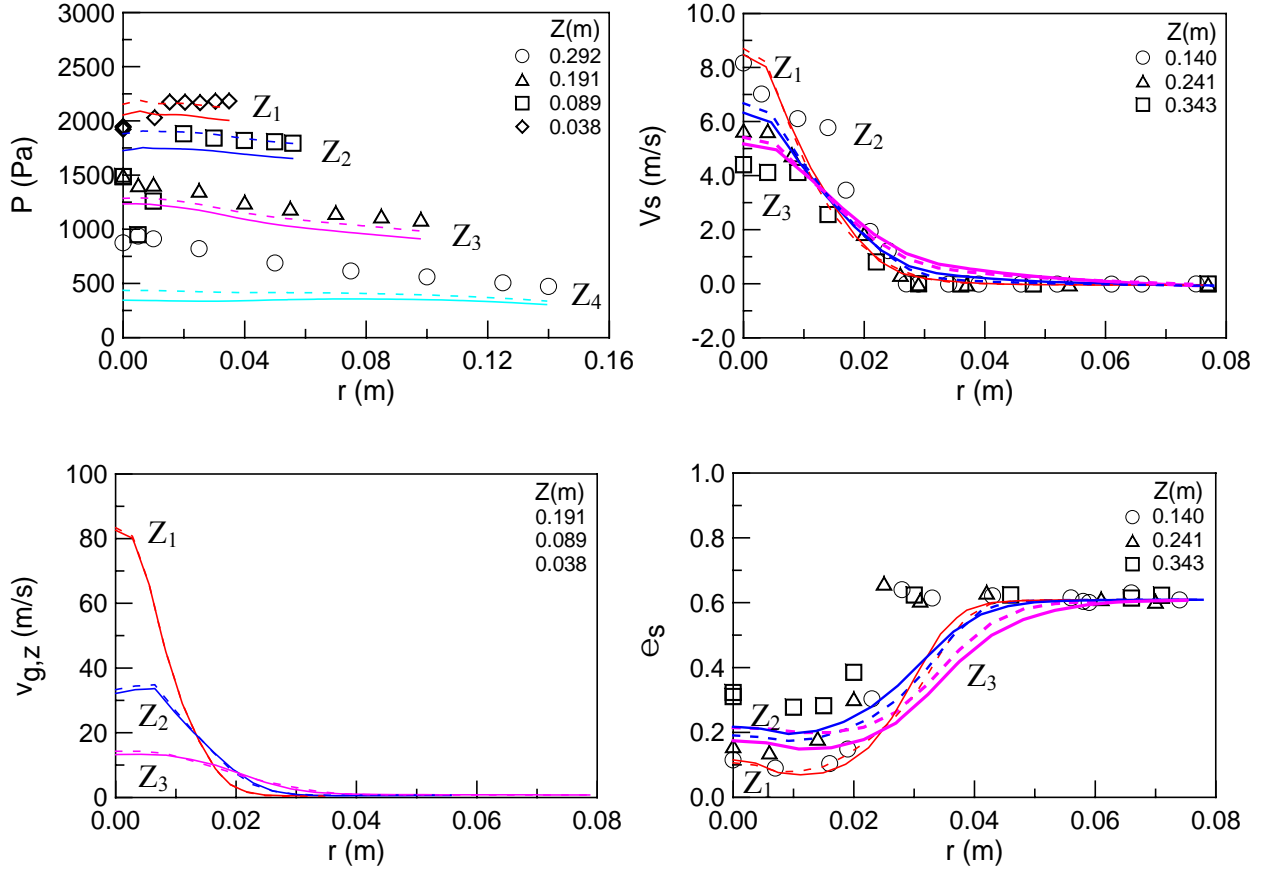 3000
2500
2000
1500
1000
500
0
P (Pa)
Z(m)
0.292
0.191
0.089
0.038
Z1
Z2
Z3
Z4
0.00 0.04 0.08 0.12 0.16
r (m)
10.0
8.0
6.0
4.0
2.0
0.0
-2.0
Vs (m/s)
Z(m)
0.140
0.241
0.343
Z1
Z2
Z3
0.00 0.02 0.04 0.06 0.08
r (m)
100
80
60
40
20
0
vg,z (m/s)
Z(m)
0.191
0.089
0.038
Z1
Z2
Z3
0.00 0.02 0.04 0.06 0.08
r (m)
1.0
0.8
0.6
0.4
0.2
0.0
es
Z(m)
0.140
0.241
0.343
Z3
Z2
Z1
0.00 0.02 0.04 0.06 0.08
r (m)